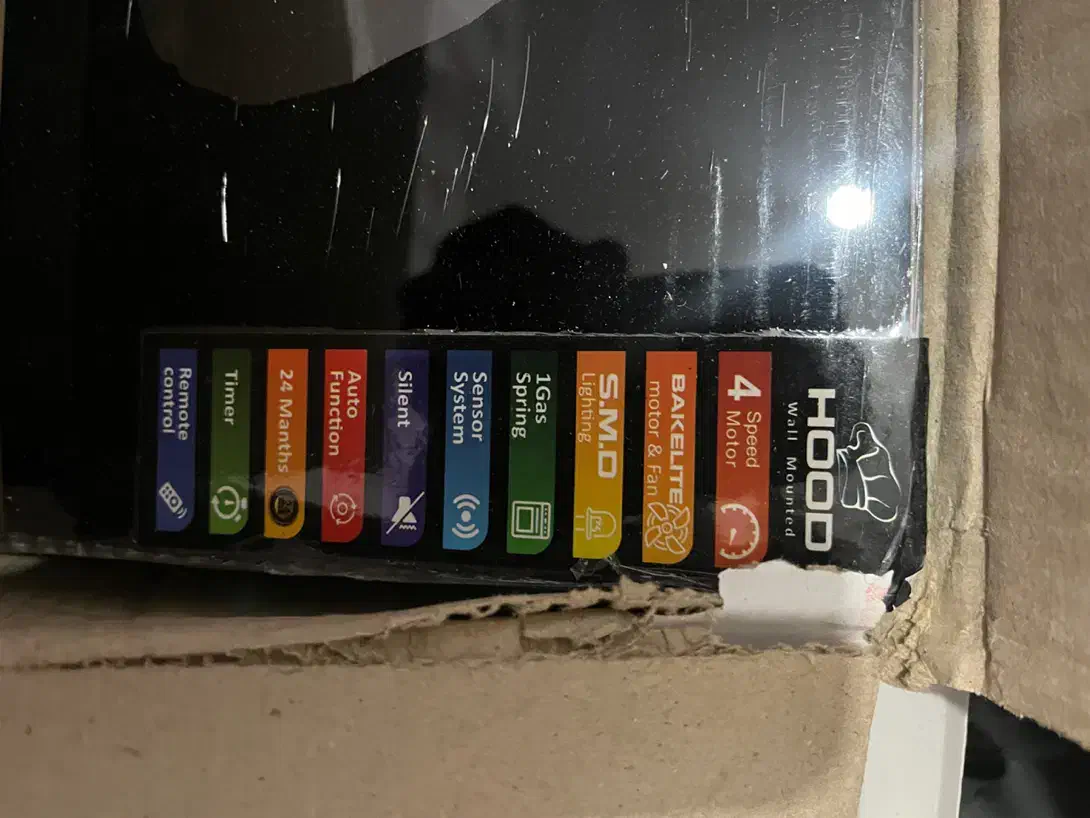 HOOD
Wall Mounted
4 Speed
Motor
BAKELITE
motor & Fan
S.M.D
Lighting
1Gas
Spring
Sensor
System
Silent
Auto
Function
24 Manths
Timer
Remote
control